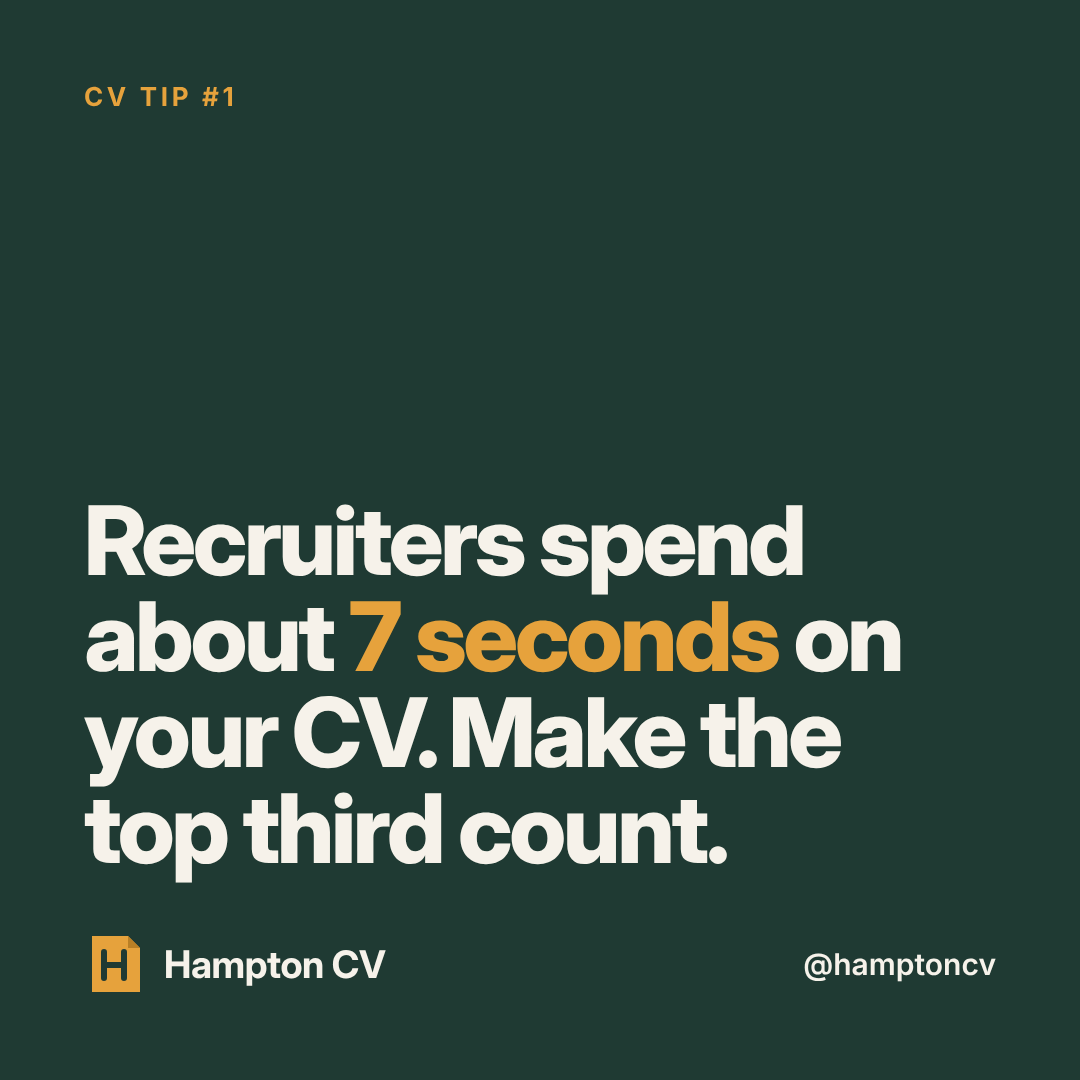 CV TIP #1
Recruiters spend
about 7 seconds on
your CV. Make the
top third count.
H
Hampton CV
@hamptoncv